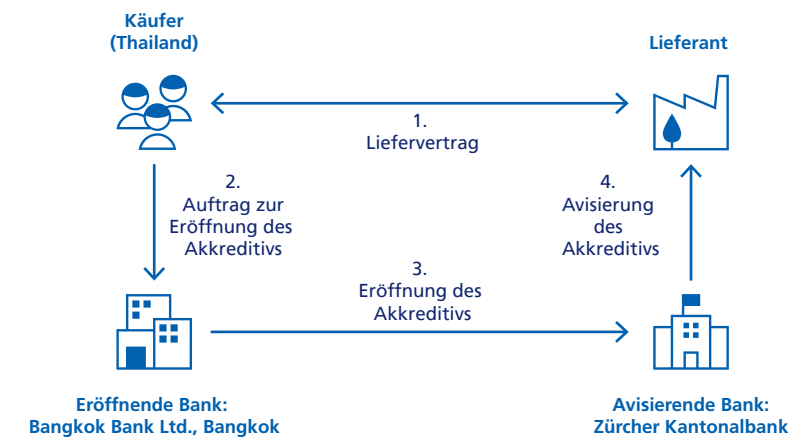 Käufer
(Thailand)
Lieferant
1.
Liefervertrag
2.
Auftrag zur
Eröffnung des
Akkreditivs
4.
Avisierung
des
Akkreditivs
3.
Eröffnung des
Akkreditivs
Eröffnende Bank:
Bangkok Bank Ltd., Bangkok
Avisierende Bank:
Zürcher Kantonalbank